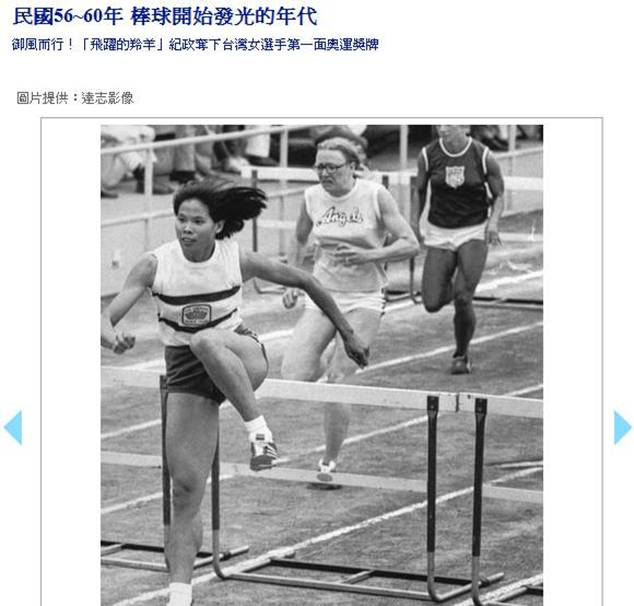 民國56~60年 棒球開始發光的年代
御風而行！「飛躍的羚羊」紀政奪下台灣女選手第一面奧運獎牌
圖片提供：達志影像
Angels